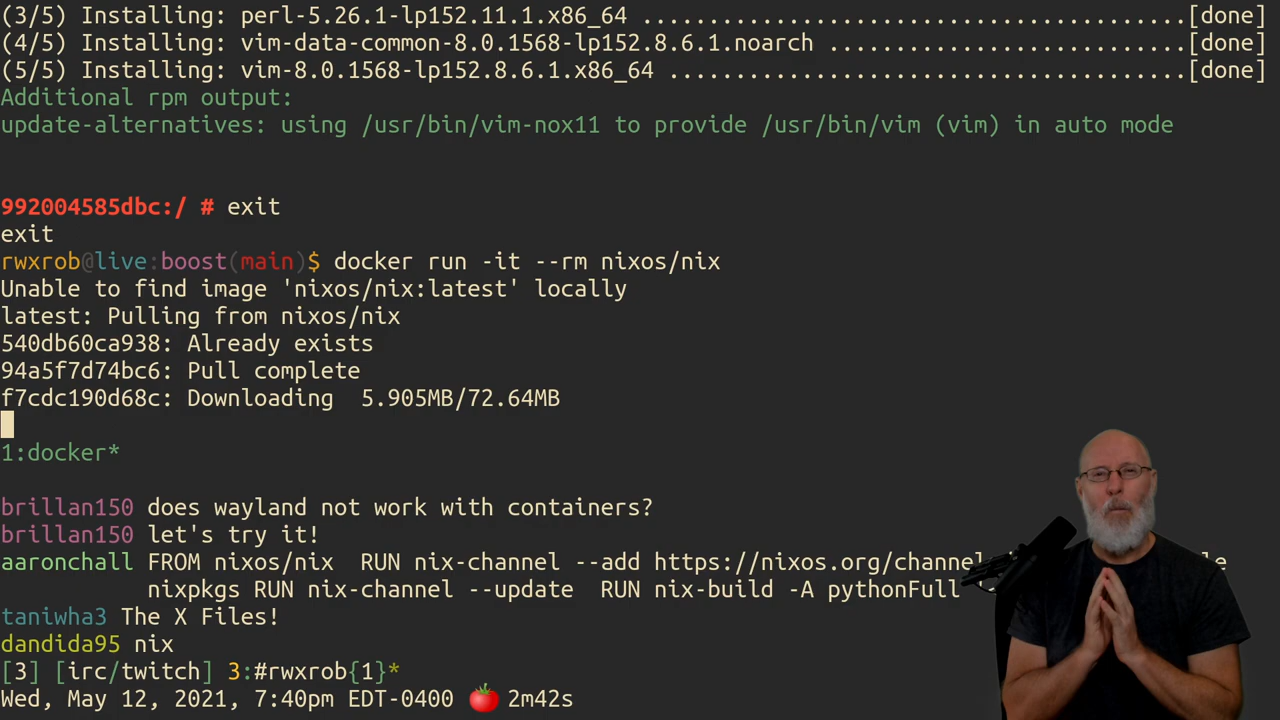 (3/5) Installing: perl-5.26.1-lp152.11.1.x86_64 .........................................[done]
(4/5) Installing: vim-data-common-8.0.1568-lp152.8.6.1.noarch ...........................[done]
(5/5) Installing: vim-8.0.1568-lp152.8.6.1.x86_64 .......................................[done]
Additional rpm output:
update-alternatives: using /usr/bin/vim-nox11 to provide /usr/bin/vim (vim) in auto mode
992004585dbc:/ # exit
exit
rwxrob@live:boost(main)$ docker run -it --rm nixos/nix
Unable to find image 'nixos/nix:latest' locally
latest: Pulling from nixos/nix
540db60ca938: Already exists
94a5f7d74bc6: Pull complete
f7cdc190d68c: Downloading  5.905MB/72.64MB
1:docker*
brillan150 does wayland not work with containers?
brillan150 let's try it!
aaronchall FROM nixos/nix  RUN nix-channel --add https://nixos.org/channel
nixpkgs RUN nix-channel --update  RUN nix-build -A pythonFull
taniwha3 The X Files!
dandida95 nix
[3] [irc/twitch] 3:#rwxrob{1}*
Wed, May 12, 2021, 7:40pm EDT-0400 🍅 2m42s